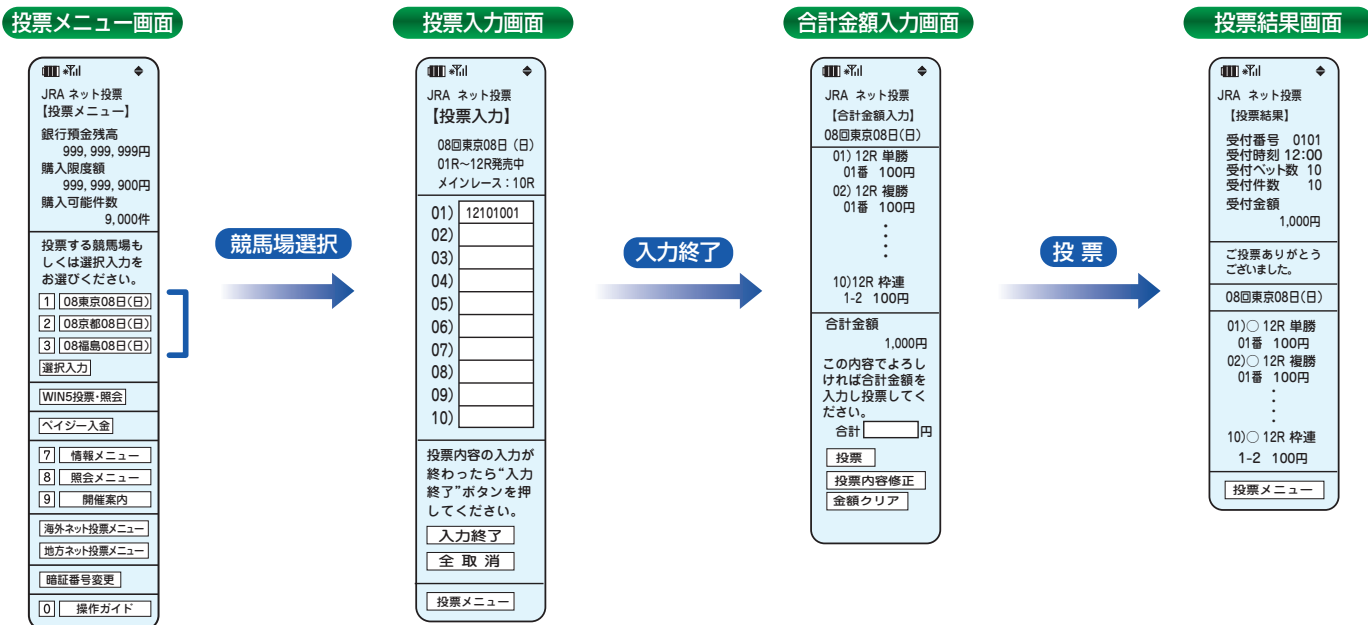 投票メニュー画面
JRA ネット投票
【投票メニュー】
銀行預金残高
999,999,999円
購入限度額
999,999,900円
購入可能件数
9,000件
投票する競馬場も
しくは選択入力を
お選びください。
1 08東京08日(日)
2 08京都08日(日)
3 08福島08日(日)
選択入力
WIN5投票・照会
ペイジー入金
7 情報メニュー
8 照会メニュー
9 開催案内
海外ネット投票メニュー
地方ネット投票メニュー
暗証番号変更
0 操作ガイド
競馬場選択
投票入力画面
JRA ネット投票
【投票入力】
08回東京08日(日)
01R～12R発売中
メインレース：10R
01) 12101001
02)
03)
04)
05)
06)
07)
08)
09)
10)
投票内容の入力が
終わったら“入力
終了”ボタンを押
してください。
入力終了
全取消
投票メニュー
入力終了
合計金額入力画面
JRA ネット投票
【合計金額入力】
08回東京08日(日)
01) 12R 単勝
01番 100円
02) 12R 複勝
01番 100円
・
・
・
・
10)12R 枠連
1-2 100円
合計金額
1,000円
この内容でよろし
ければ合計金額を
入力し投票してく
ださい。
合計 円
投票
投票内容修正
金額クリア
投票
投票結果画面
JRA ネット投票
【投票結果】
受付番号 0101
受付時刻 12:00
受付ベット数 10
受付件数 10
受付金額
1,000円
ご投票ありがとう
ございました。
08回東京08日(日)
01)○ 12R 単勝
01番 100円
02)○ 12R 複勝
01番 100円
・
・
・
・
10)○ 12R 枠連
1-2 100円
投票メニュー